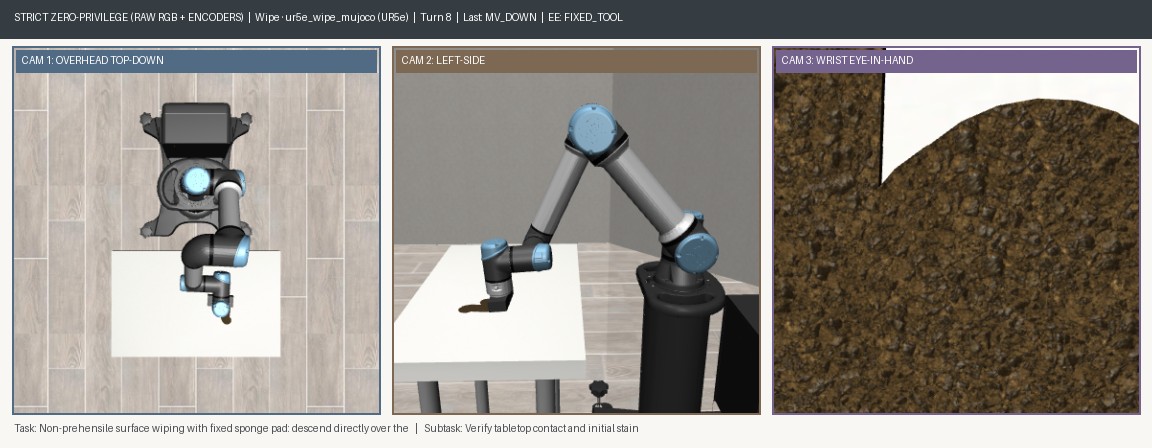 STRICT ZERO-PRIVILEGE (RAW RGB + ENCODERS) | Wipe · ur5e_wipe_mujoco (UR5e) | Turn 8 | Last: MV_DOWN | EE: FIXED_TOOL
CAM 1: OVERHEAD TOP-DOWN
CAM 2: LEFT-SIDE
CAM 3: WRIST EYE-IN-HAND
Task: Non-prehensile surface wiping with fixed sponge pad: descend directly over the | Subtask: Verify tabletop contact and initial stain